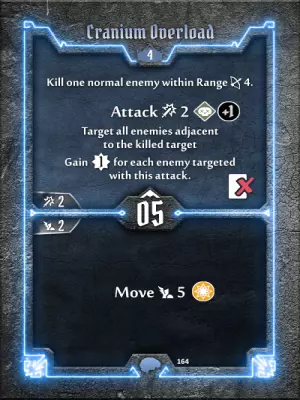 Cranium Overload
4
Kill one normal enemy within Range 4.
Attack 2 +1
Target all enemies adjacent
to the killed target
Gain 1 for each enemy targeted
with this attack.
2
05
2
Move 5
164